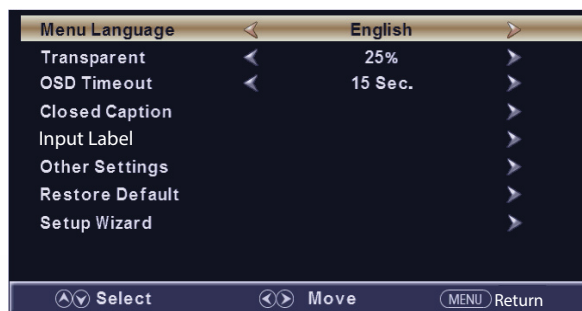 Menu Language English
Transparent 25%
OSD Timeout 15 Sec.
Closed Caption
Input Label
Other Settings
Restore Default
Setup Wizard
Select Move MENU Return